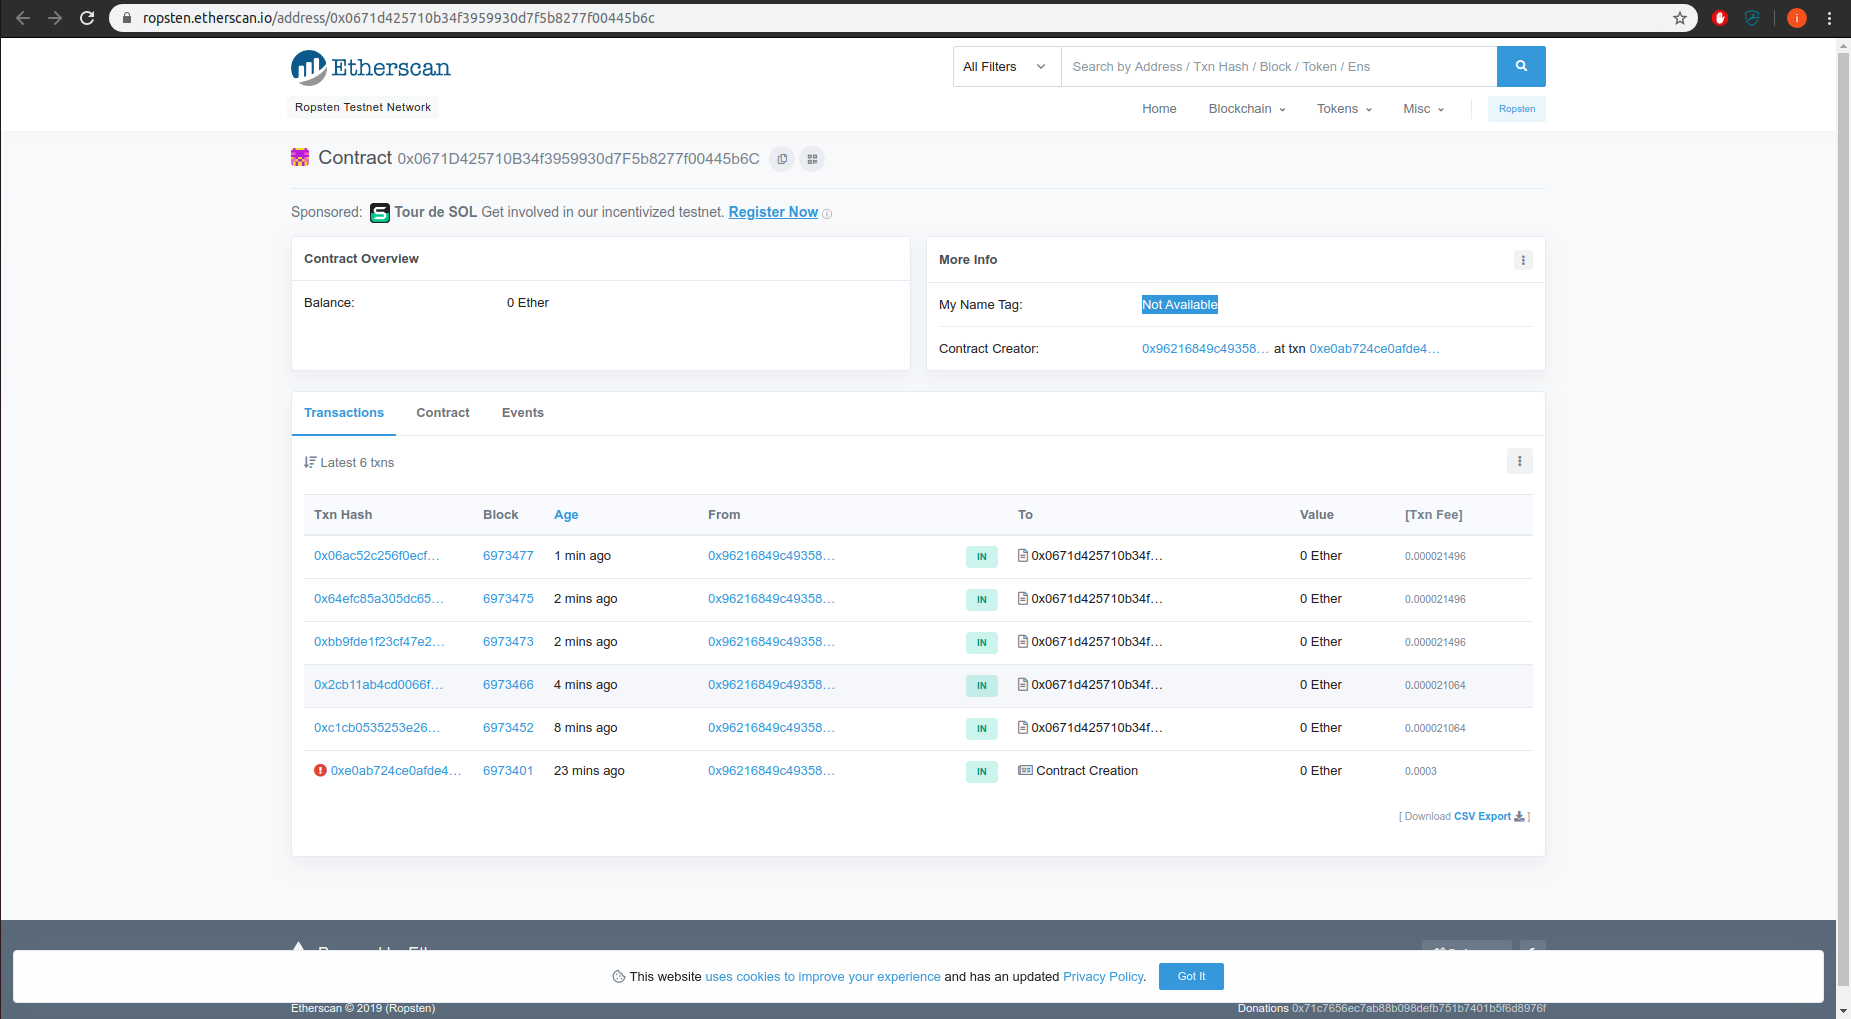 ropsten.etherscan.io/address/0x0671d425710b34f3959930d7f5b8277f00445b6c
i
Etherscan
All Filters
Search by Address / Txn Hash / Block / Token / Ens
Ropsten Testnet Network
Home Blockchain Tokens Misc Ropsten
Contract 0x0671D425710B34f3959930d7F5b8277f00445b6C
Sponsored: Tour de SOL Get involved in our incentivized testnet. Register Now
Contract Overview
Balance: 0 Ether
More Info
My Name Tag: Not Available
Contract Creator: 0x96216849c49358... at txn 0xe0ab724ce0afde4...
Transactions Contract Events
Latest 6 txns
Txn Hash Block Age From To Value [Txn Fee]
0x06ac52c256f0ecf... 6973477 1 min ago 0x96216849c49358... IN 0x0671d425710b34f... 0 Ether 0.000021496
0x64efc85a305dc65... 6973475 2 mins ago 0x96216849c49358... IN 0x0671d425710b34f... 0 Ether 0.000021496
0xbb9fde1f23cf47e2... 6973473 2 mins ago 0x96216849c49358... IN 0x0671d425710b34f... 0 Ether 0.000021496
0x2cb11ab4cd0066f... 6973466 4 mins ago 0x96216849c49358... IN 0x0671d425710b34f... 0 Ether 0.000021064
0xc1cb0535253e26... 6973452 8 mins ago 0x96216849c49358... IN 0x0671d425710b34f... 0 Ether 0.000021064
0xe0ab724ce0afde4... 6973401 23 mins ago 0x96216849c49358... IN Contract Creation 0 Ether 0.0003
[ Download CSV Export ]
This website uses cookies to improve your experience and has an updated Privacy Policy. Got It
Etherscan © 2019 (Ropsten)
Donations 0x71c7656ec7ab88b098defb751b7401b5f6d8976f